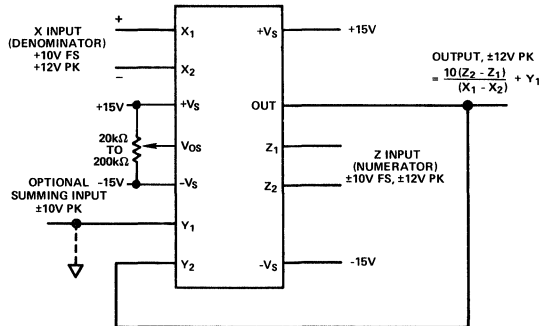 +
X INPUT
(DENOMINATOR)
+10V FS
+12V PK
–
X1
X2
+15V
+VS
20kΩ
TO
200kΩ
VOS
-15V
–VS
OPTIONAL
SUMMING INPUT
±10V PK
Y1
Y2
+VS
+15V
OUT
OUTPUT, ±12V PK
= 10(Z2 - Z1) / (X1 - X2) + Y1
Z1
Z2
Z INPUT
(NUMERATOR)
±10V FS, ±12V PK
-VS
-15V